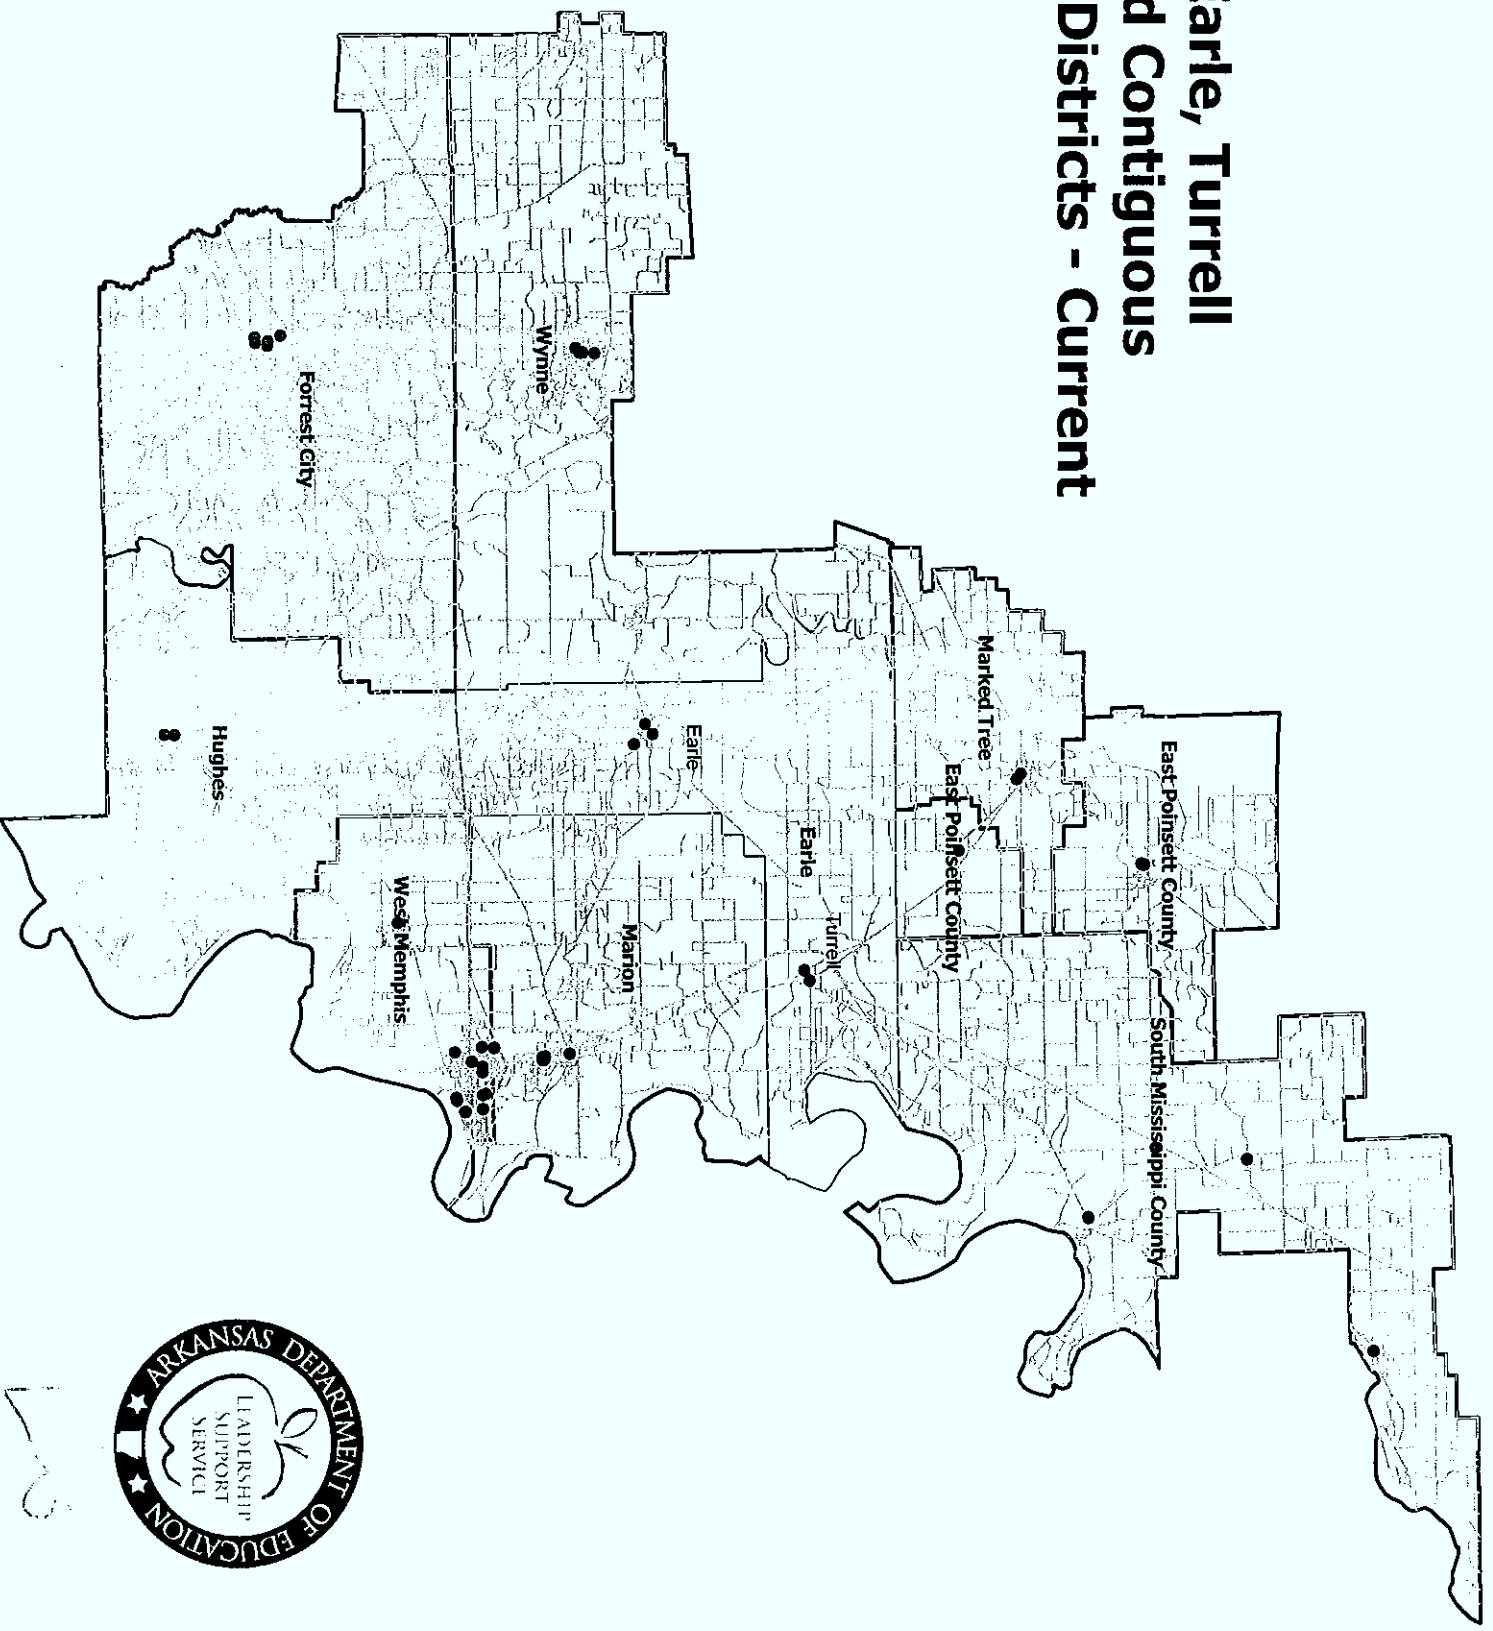 arle, Turrell
d Contiguous
Districts - Current
East Poinsett County
South Mississippi County
Marked Tree
East Poinsett County
Earle
Turrell
Earle
Marion
Wynne
West Memphis
Forrest City
Hughes
ARKANSAS DEPARTMENT OF EDUCATION
LEADERSHIP
SUPPORT
SERVICE